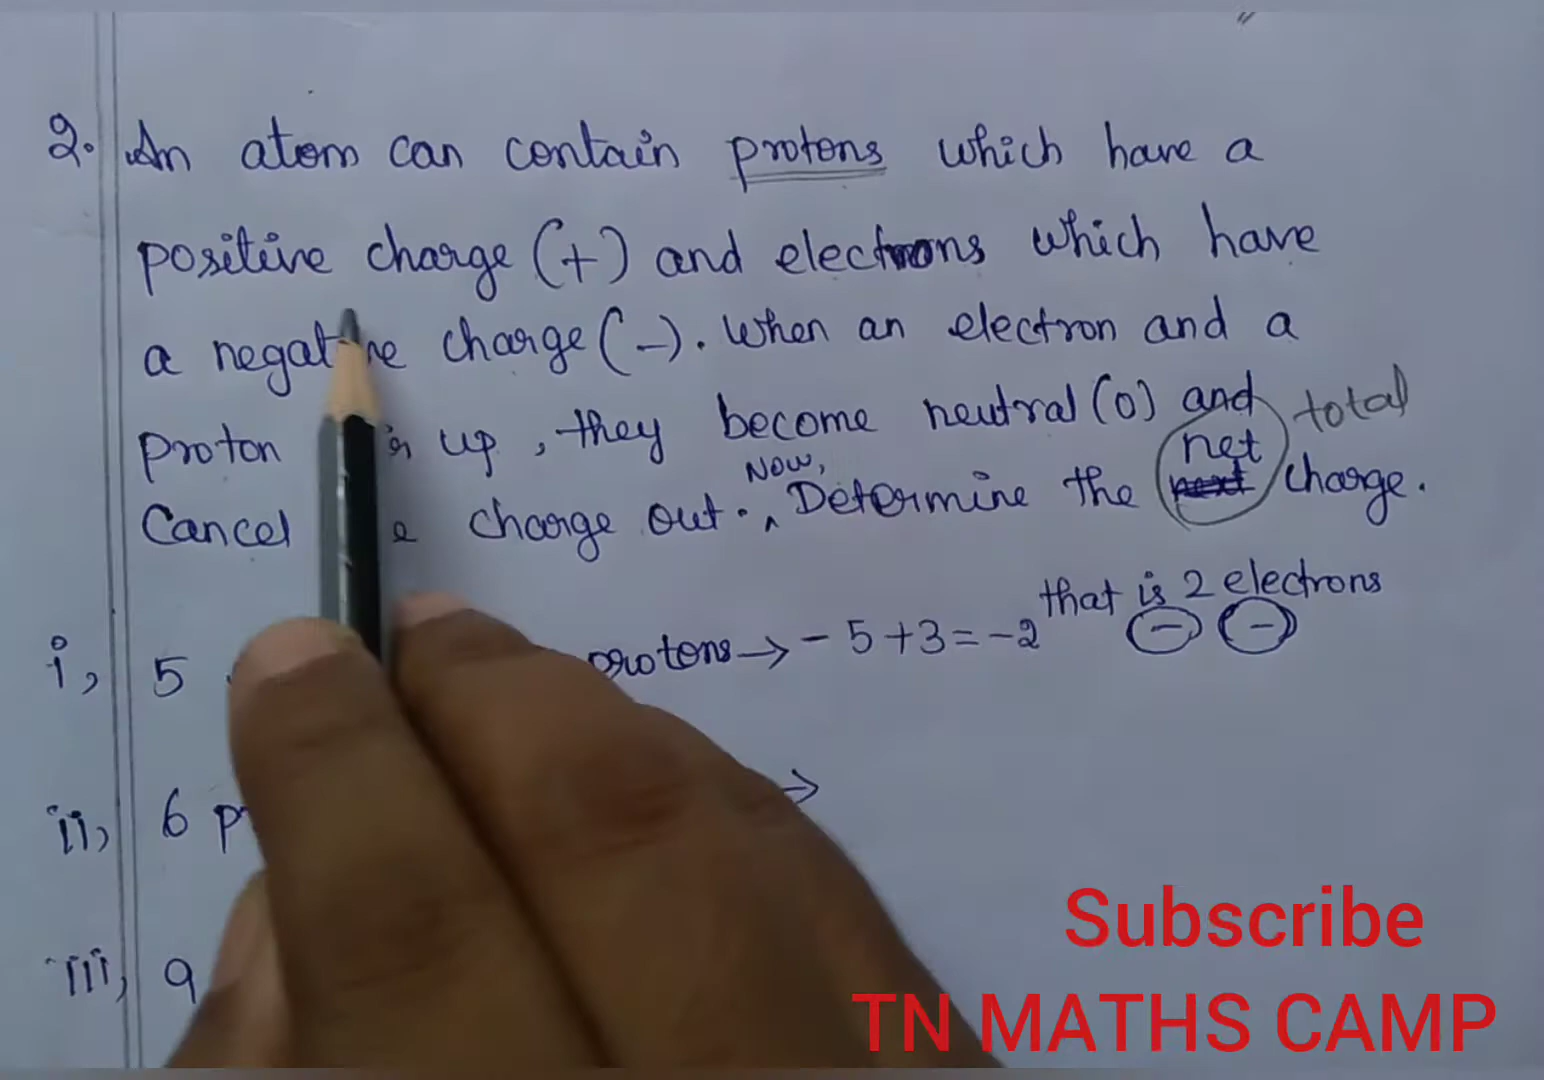 2. An atom can contain protons which have a
positive charge (+) and electrons which have
a negative charge (-). When an electron and a
proton up, they become neutral (0) and total
net
Now,
Cancel charge out. ^ Determine the charge.
that is 2 electrons
i, 5 protons → - 5 + 3 = -2 - -
ii, 6 →
iii, 9
Subscribe
TN MATHS CAMP